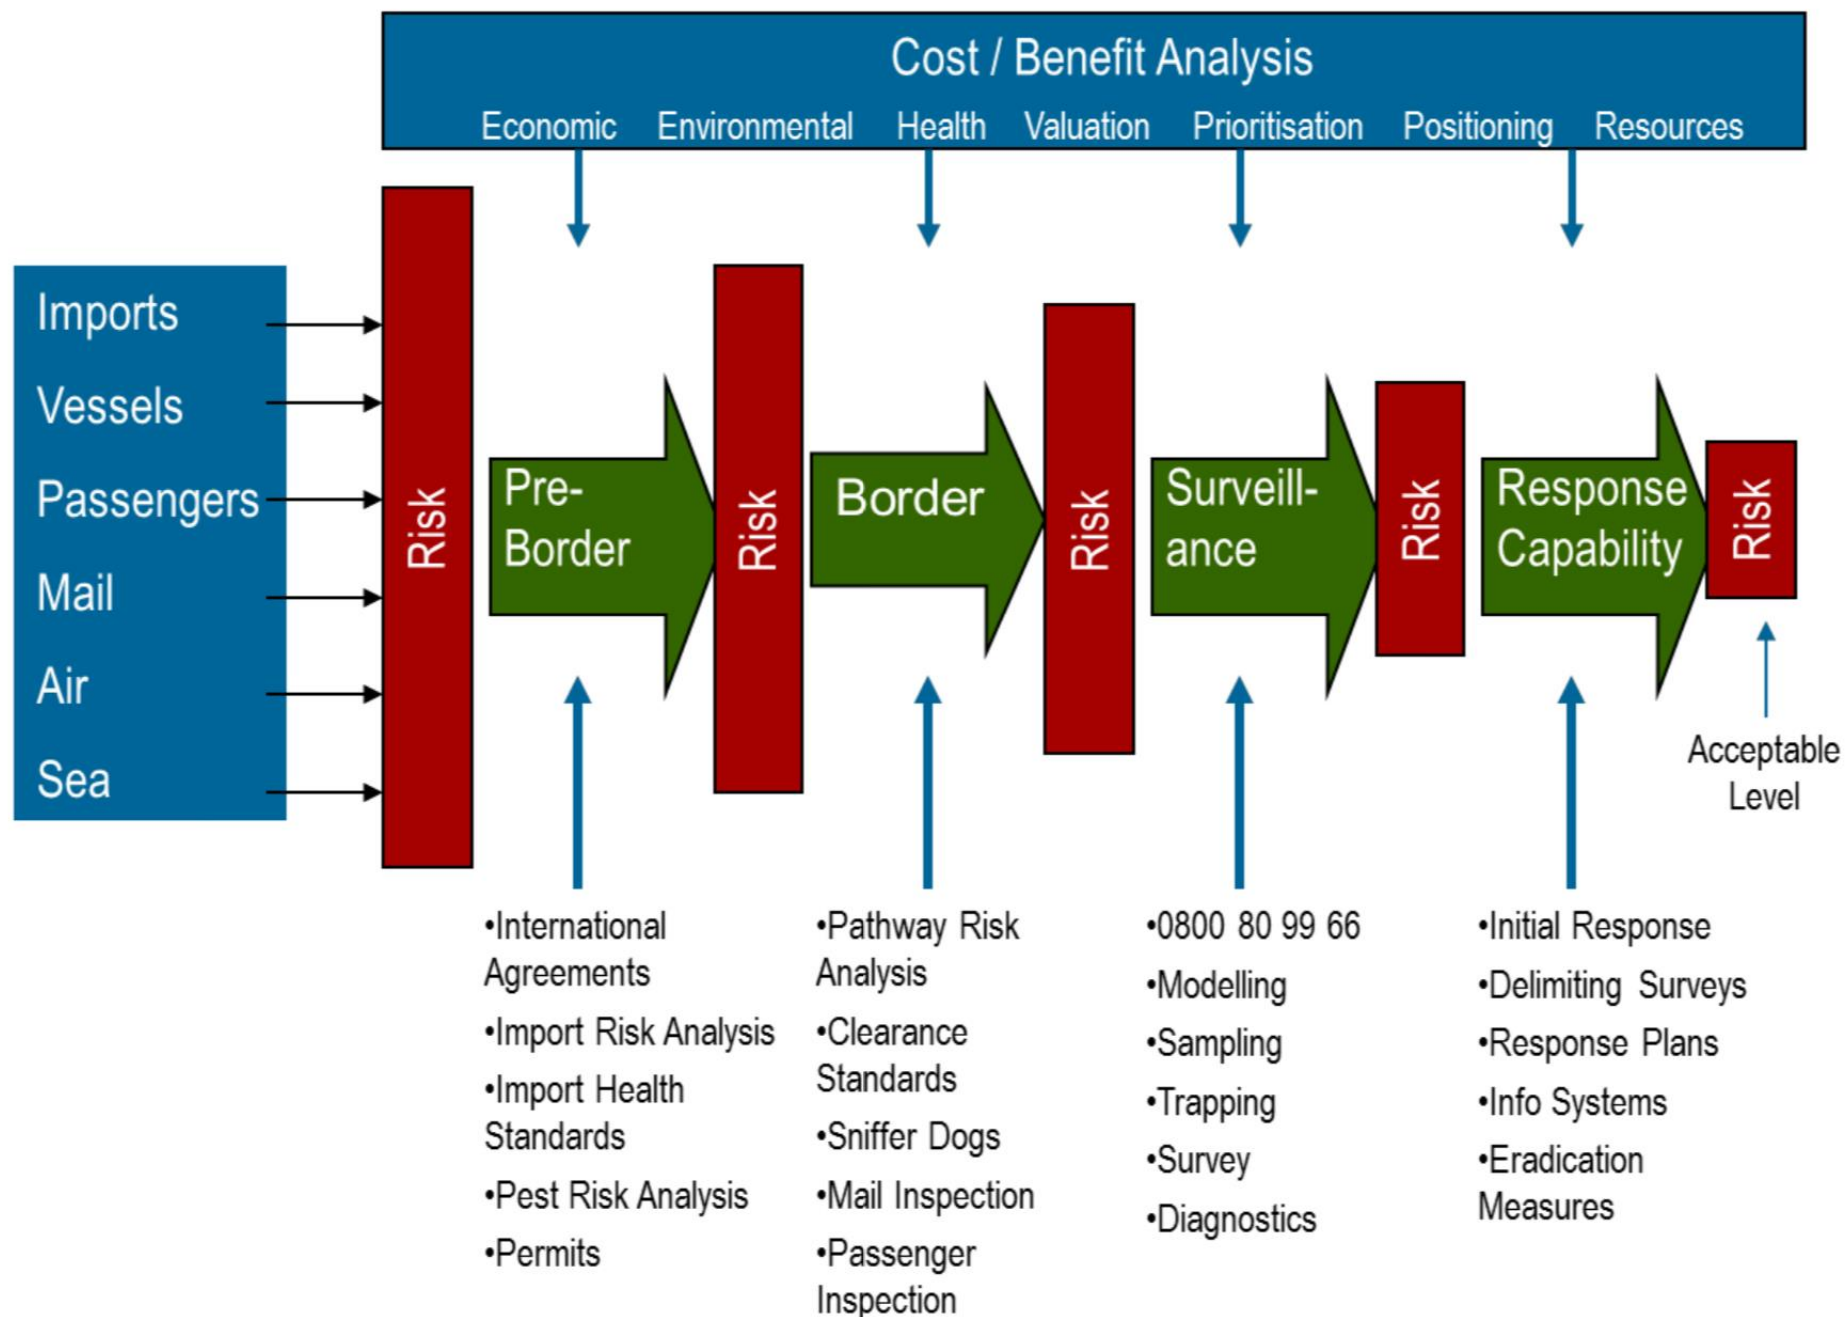 Cost / Benefit Analysis
Economic Environmental Health Valuation Prioritisation Positioning Resources
Imports
Vessels
Passengers
Mail
Air
Sea
Risk
Pre-
Border
Risk
Border
Risk
Surveill-
ance
Risk
Response
Capability
Risk
Acceptable
Level
•International
Agreements
•Import Risk Analysis
•Import Health
Standards
•Pest Risk Analysis
•Permits
•Pathway Risk
Analysis
•Clearance
Standards
•Sniffer Dogs
•Mail Inspection
•Passenger
Inspection
•0800 80 99 66
•Modelling
•Sampling
•Trapping
•Survey
•Diagnostics
•Initial Response
•Delimiting Surveys
•Response Plans
•Info Systems
•Eradication
Measures